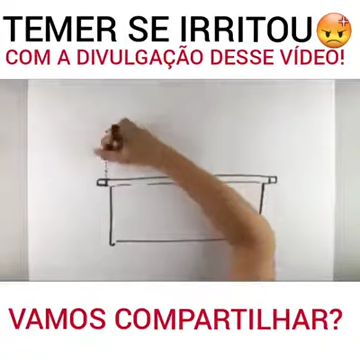 TEMER SE IRRITOU
COM A DIVULGAÇÃO DESSE VÍDEO!
VAMOS COMPARTILHAR?